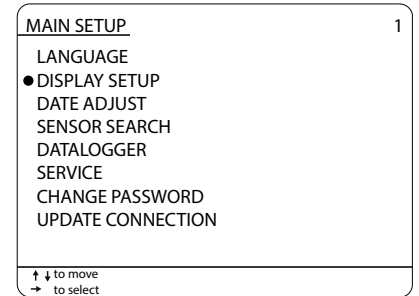 MAIN SETUP 1
LANGUAGE
●DISPLAY SETUP
DATE ADJUST
SENSOR SEARCH
DATALOGGER
SERVICE
CHANGE PASSWORD
UPDATE CONNECTION
↑ ↓ to move
→ to select